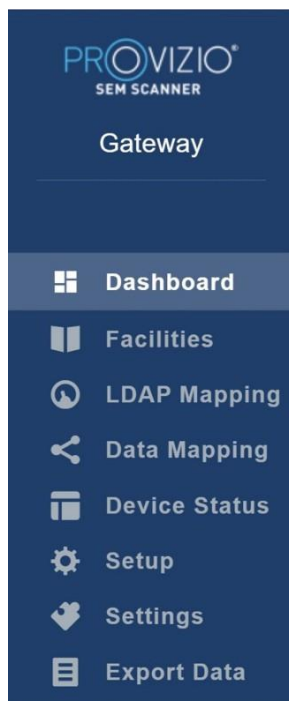 PROVIZIO®
SEM SCANNER
Gateway
Dashboard
Facilities
LDAP Mapping
Data Mapping
Device Status
Setup
Settings
Export Data